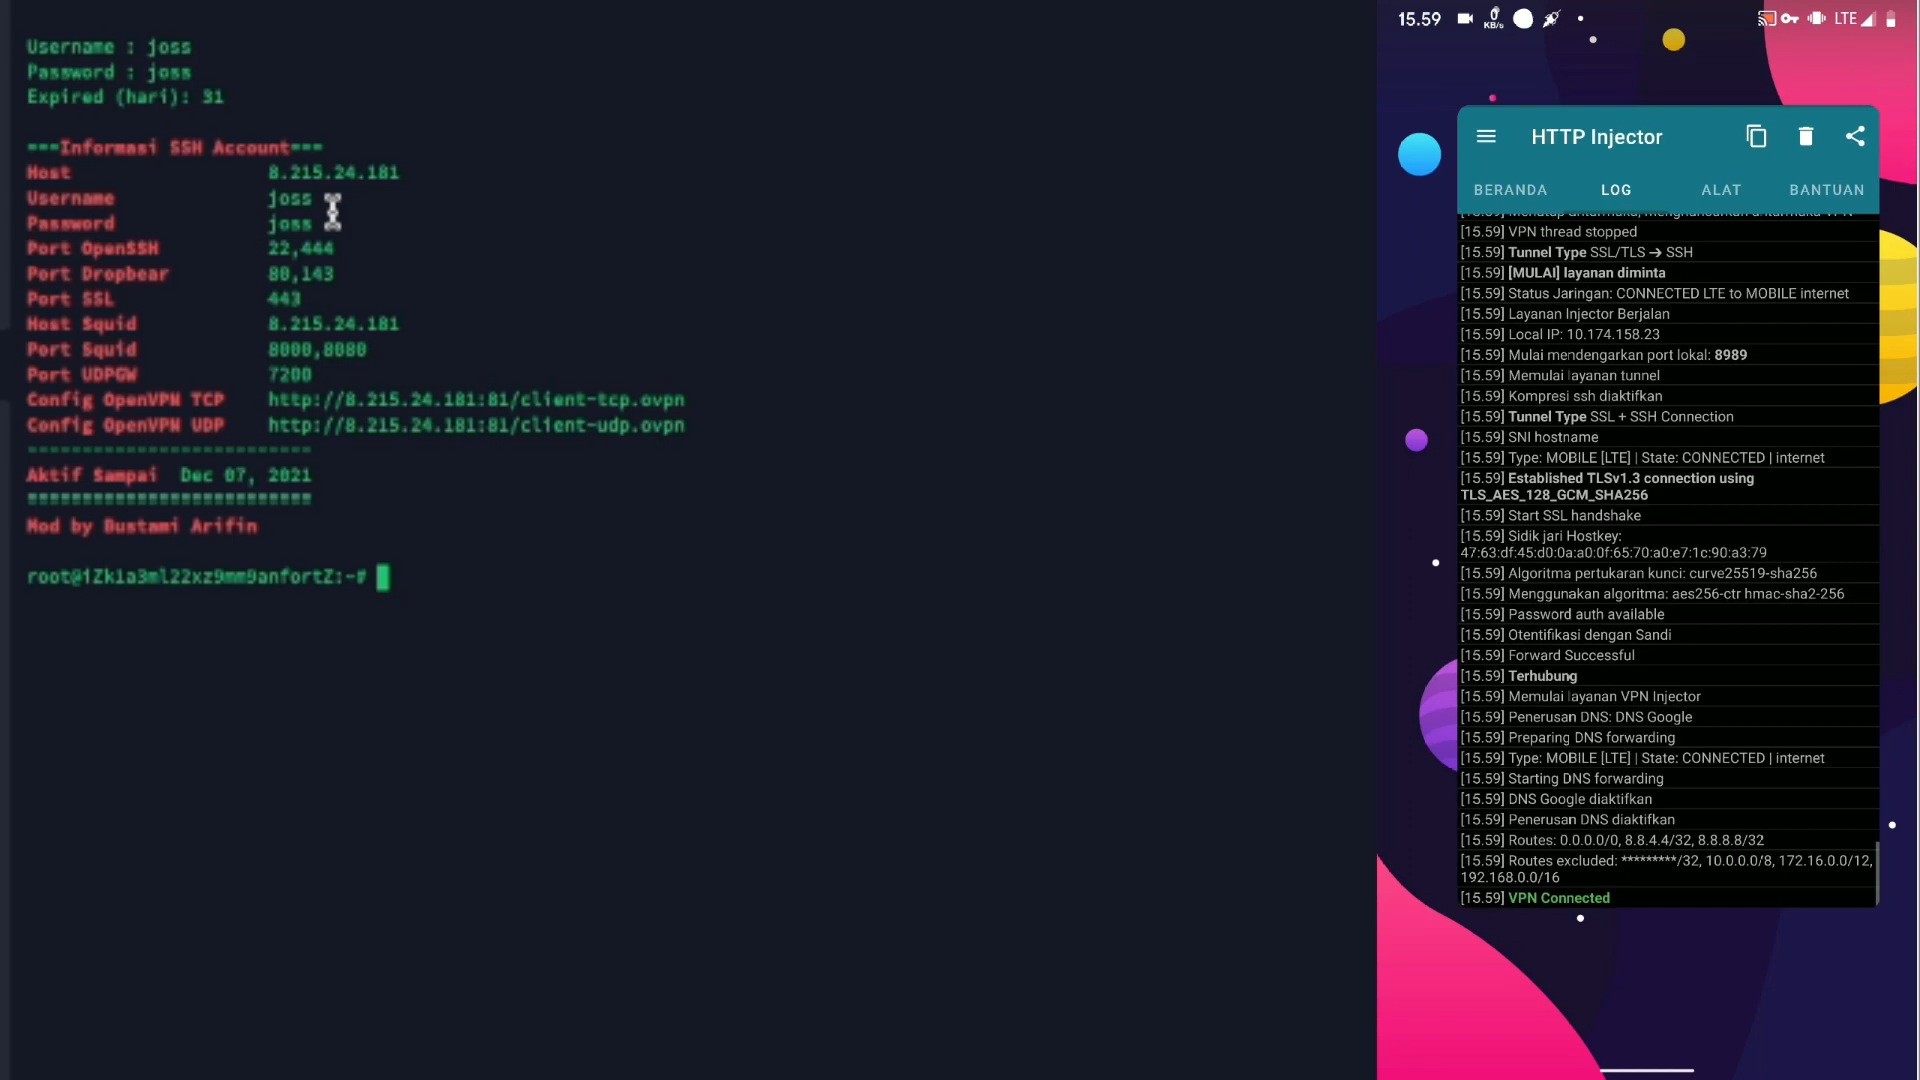 Username : joss
Password : joss
Expired (hari): 31
===Informasi SSH Account===
Host 8.215.24.181
Username joss
Password joss
Port OpenSSH 22,444
Port Dropbear 80,143
Port SSL 443
Host Squid 8.215.24.181
Port Squid 8000,8080
Port UDPGW 7200
Config OpenVPN TCP http://8.215.24.181:81/client-tcp.ovpn
Config OpenVPN UDP http://8.215.24.181:81/client-udp.ovpn
--------------------------
Aktif Sampai Dec 07, 2021
==========================
Mod by Bustami Arifin
root@iZk1a3ml22xz9mm9anfortZ:~#
15.59 0 KB/s LTE
HTTP Injector
BERANDA LOG ALAT BANTUAN
[15.59] Menutup antarmuka, menghancurkan antarmuka VPN
[15.59] VPN thread stopped
[15.59] Tunnel Type SSL/TLS ➔ SSH
[15.59] [MULAI] layanan diminta
[15.59] Status Jaringan: CONNECTED LTE to MOBILE internet
[15.59] Layanan Injector Berjalan
[15.59] Local IP: 10.174.158.23
[15.59] Mulai mendengarkan port lokal: 8989
[15.59] Memulai layanan tunnel
[15.59] Kompresi ssh diaktifkan
[15.59] Tunnel Type SSL + SSH Connection
[15.59] SNI hostname
[15.59] Type: MOBILE [LTE] | State: CONNECTED | internet
[15.59] Established TLSv1.3 connection using
TLS_AES_128_GCM_SHA256
[15.59] Start SSL handshake
[15.59] Sidik jari Hostkey:
47:63:df:45:d0:0a:a0:0f:65:70:a0:e7:1c:90:a3:79
[15.59] Algoritma pertukaran kunci: curve25519-sha256
[15.59] Menggunakan algoritma: aes256-ctr hmac-sha2-256
[15.59] Password auth available
[15.59] Otentifikasi dengan Sandi
[15.59] Forward Successful
[15.59] Terhubung
[15.59] Memulai layanan VPN Injector
[15.59] Penerusan DNS: DNS Google
[15.59] Preparing DNS forwarding
[15.59] Type: MOBILE [LTE] | State: CONNECTED | internet
[15.59] Starting DNS forwarding
[15.59] DNS Google diaktifkan
[15.59] Penerusan DNS diaktifkan
[15.59] Routes: 0.0.0.0/0, 8.8.4.4/32, 8.8.8.8/32
[15.59] Routes excluded: *********/32, 10.0.0.0/8, 172.16.0.0/12,
192.168.0.0/16
[15.59] VPN Connected